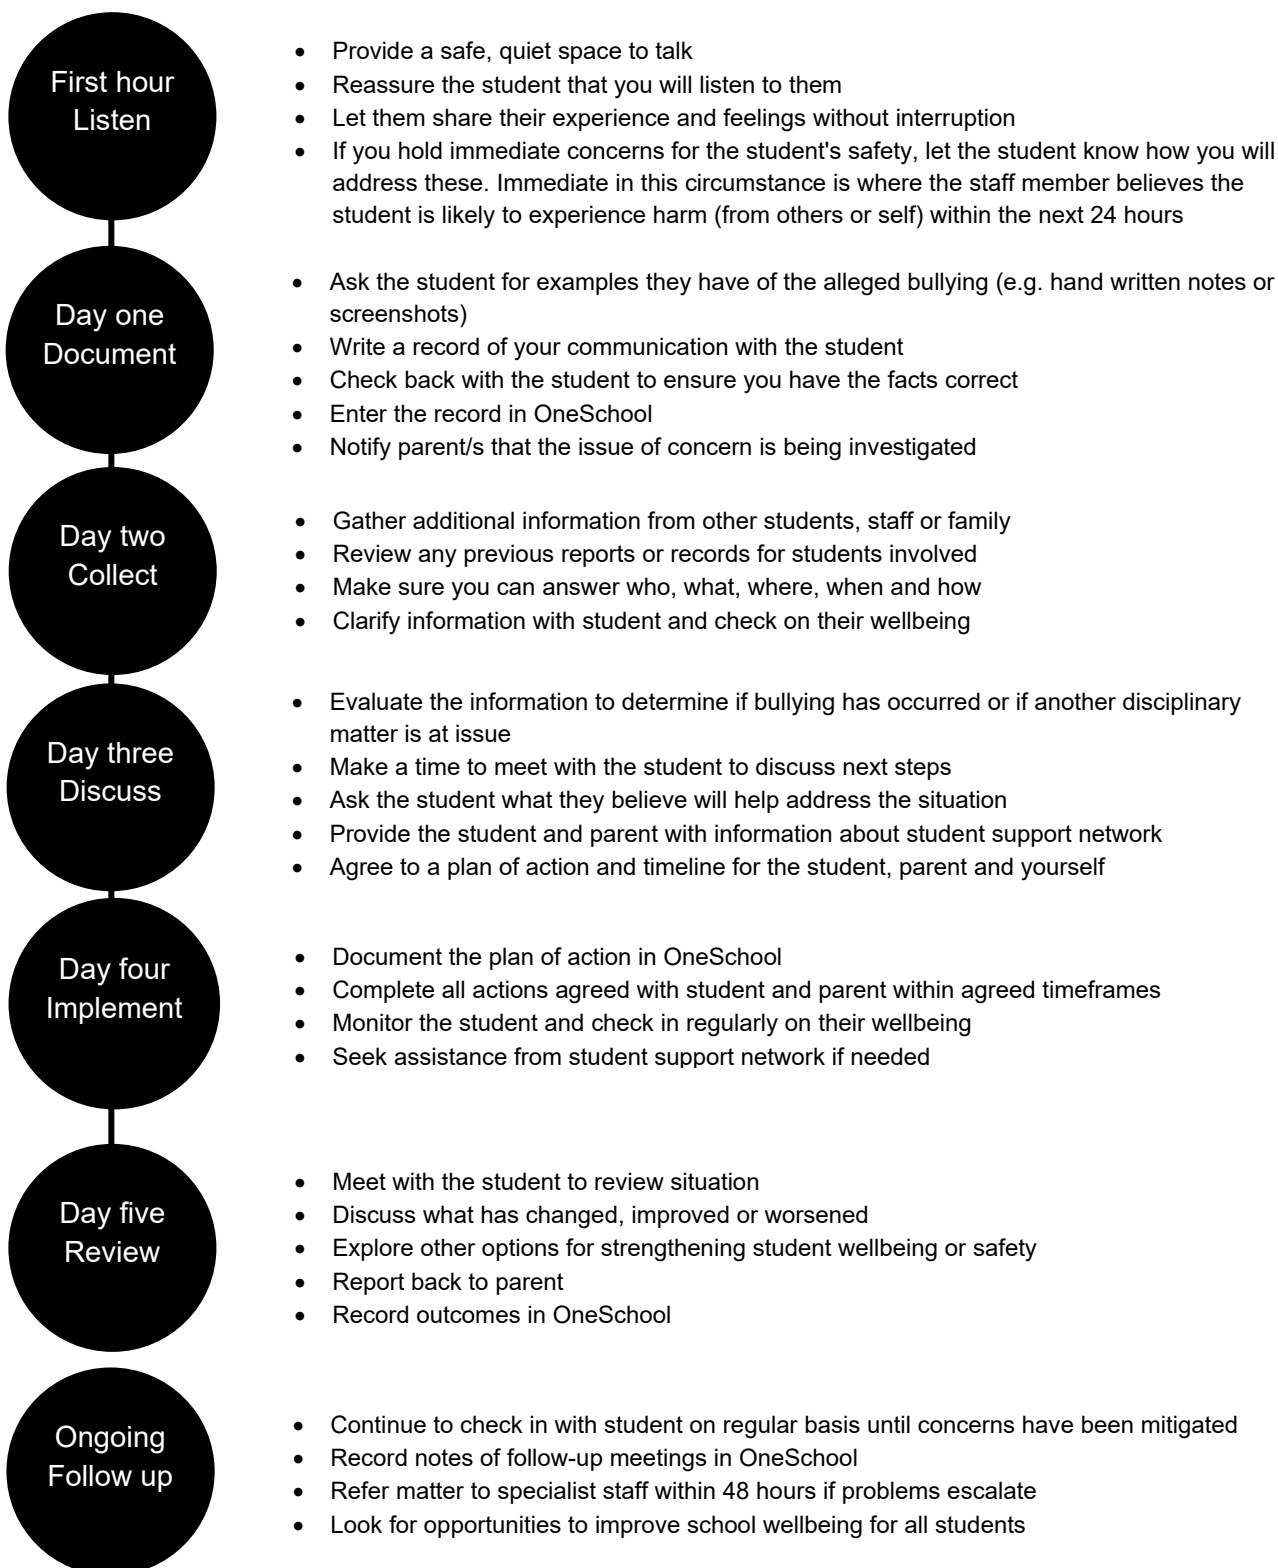 First hour
Listen
• Provide a safe, quiet space to talk
• Reassure the student that you will listen to them
• Let them share their experience and feelings without interruption
• If you hold immediate concerns for the student's safety, let the student know how you will
address these. Immediate in this circumstance is where the staff member believes the
student is likely to experience harm (from others or self) within the next 24 hours
Day one
Document
• Ask the student for examples they have of the alleged bullying (e.g. hand written notes or
screenshots)
• Write a record of your communication with the student
• Check back with the student to ensure you have the facts correct
• Enter the record in OneSchool
• Notify parent/s that the issue of concern is being investigated
Day two
Collect
• Gather additional information from other students, staff or family
• Review any previous reports or records for students involved
• Make sure you can answer who, what, where, when and how
• Clarify information with student and check on their wellbeing
Day three
Discuss
• Evaluate the information to determine if bullying has occurred or if another disciplinary
matter is at issue
• Make a time to meet with the student to discuss next steps
• Ask the student what they believe will help address the situation
• Provide the student and parent with information about student support network
• Agree to a plan of action and timeline for the student, parent and yourself
Day four
Implement
• Document the plan of action in OneSchool
• Complete all actions agreed with student and parent within agreed timeframes
• Monitor the student and check in regularly on their wellbeing
• Seek assistance from student support network if needed
Day five
Review
• Meet with the student to review situation
• Discuss what has changed, improved or worsened
• Explore other options for strengthening student wellbeing or safety
• Report back to parent
• Record outcomes in OneSchool
Ongoing
Follow up
• Continue to check in with student on regular basis until concerns have been mitigated
• Record notes of follow-up meetings in OneSchool
• Refer matter to specialist staff within 48 hours if problems escalate
• Look for opportunities to improve school wellbeing for all students